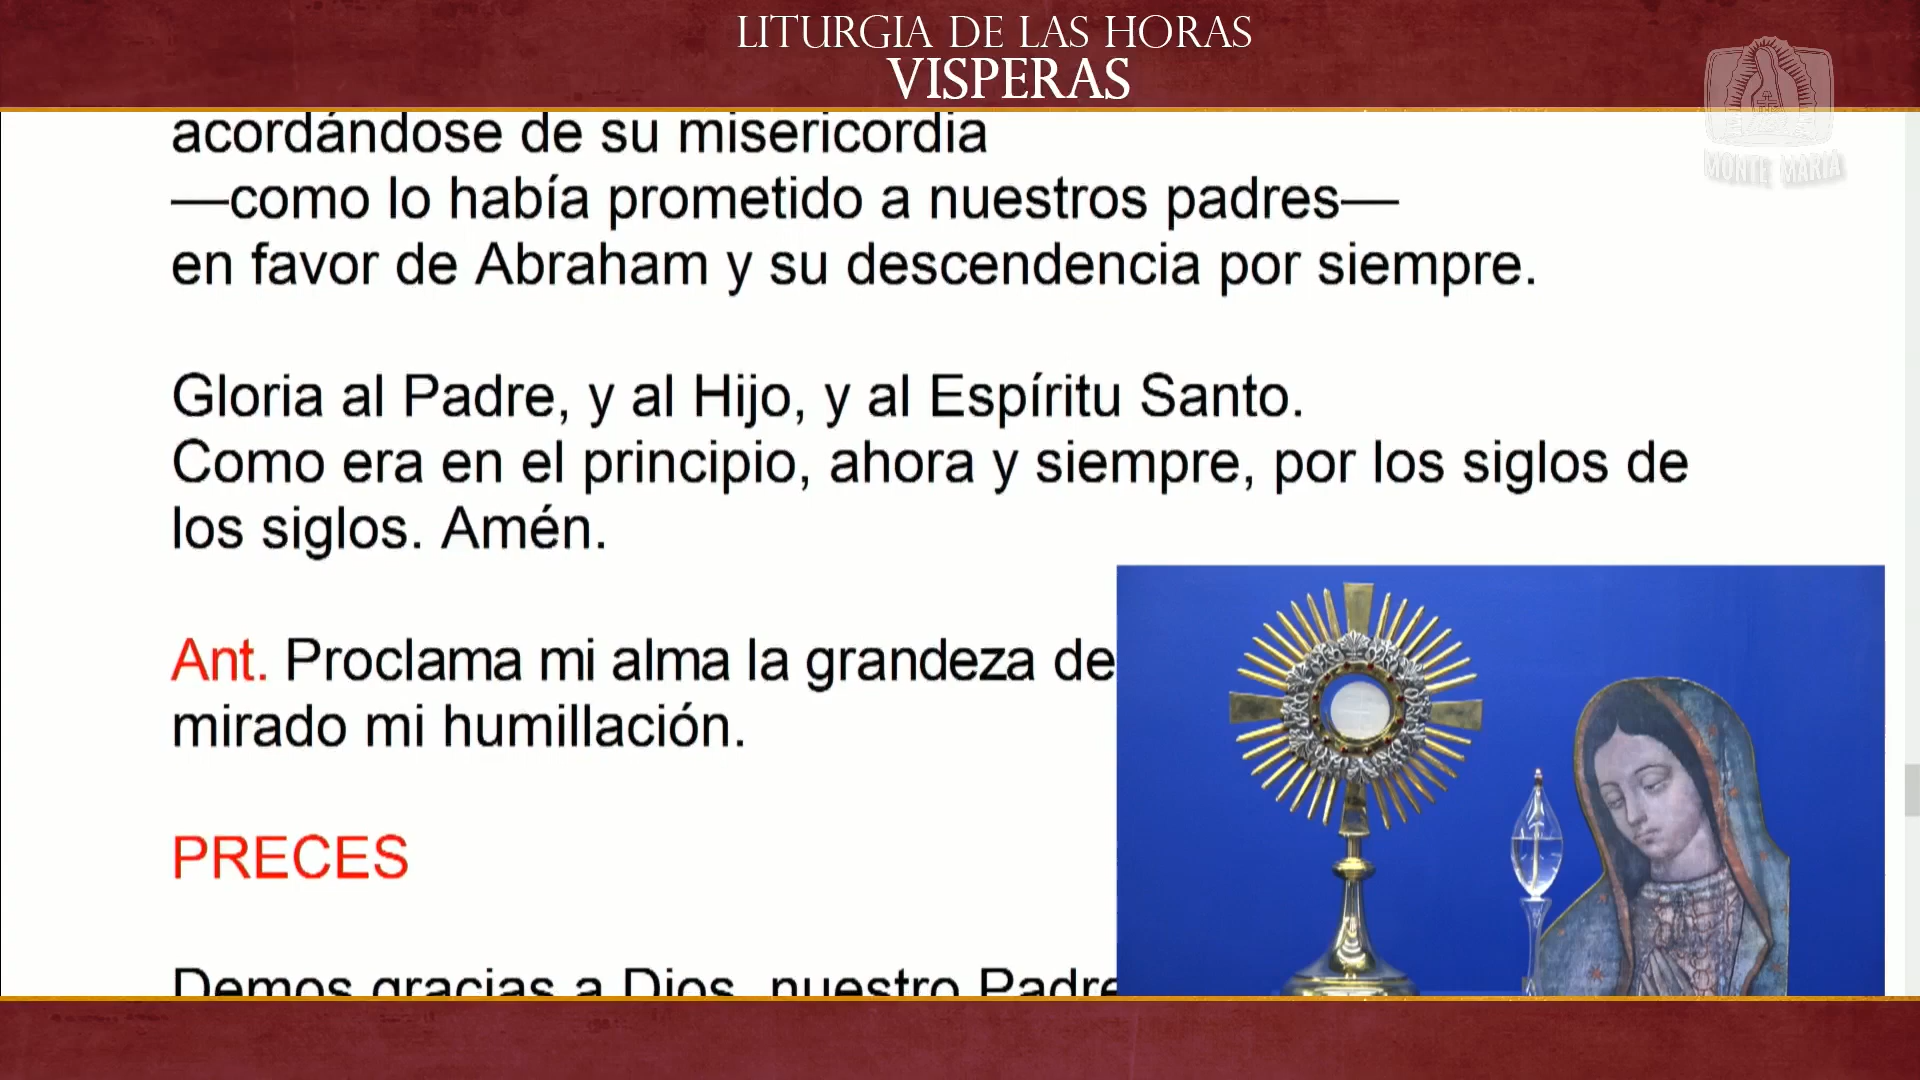 LITURGIA DE LAS HORAS
VISPERAS
MONTE MARIA
acordándose de su misericordia
—como lo había prometido a nuestros padres—
en favor de Abraham y su descendencia por siempre.
Gloria al Padre, y al Hijo, y al Espíritu Santo.
Como era en el principio, ahora y siempre, por los siglos de
los siglos. Amén.
Ant. Proclama mi alma la grandeza de
mirado mi humillación.
PRECES
Demos gracias a Dios, nuestro Padre